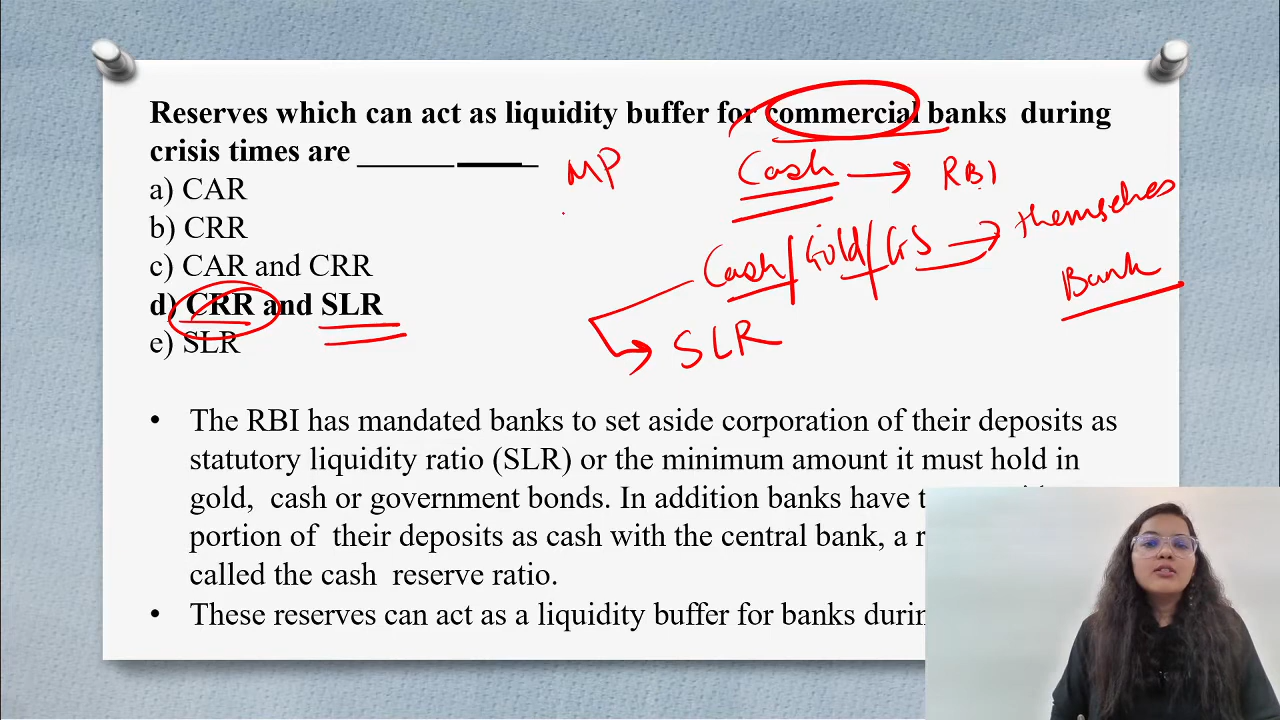 Reserves which can act as liquidity buffer for commercial banks during
crisis times are ______ ______
a) CAR
b) CRR
c) CAR and CRR
d) CRR and SLR
e) SLR
MP
Cash → RBI
Cash/Gold/GS → themselves
Bank
SLR
• The RBI has mandated banks to set aside corporation of their deposits as
statutory liquidity ratio (SLR) or the minimum amount it must hold in
gold, cash or government bonds. In addition banks have
portion of their deposits as cash with the central bank, a
called the cash reserve ratio.
• These reserves can act as a liquidity buffer for banks